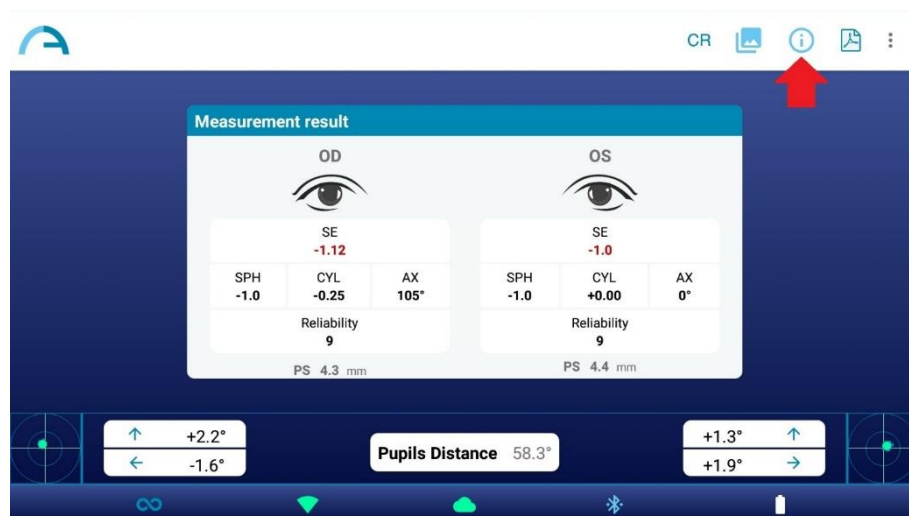 CR
Measurement result
OD OS
SE SE
-1.12 -1.0
SPH CYL AX SPH CYL AX
-1.0 -0.25 105° -1.0 +0.00 0°
Reliability Reliability
9 9
PS 4.3 mm PS 4.4 mm
↑ +2.2° +1.3° ↑
Pupils Distance 58.3°
← -1.6° +1.9° →